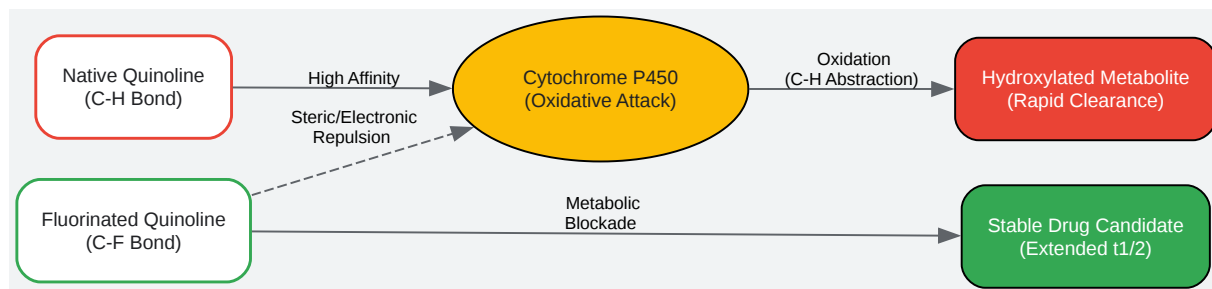 Native Quinoline
(C-H Bond)
High Affinity
Cytochrome P450
(Oxidative Attack)
Oxidation
(C-H Abstraction)
Hydroxylated Metabolite
(Rapid Clearance)
Steric/Electronic
Repulsion
Fluorinated Quinoline
(C-F Bond)
Metabolic
Blockade
Stable Drug Candidate
(Extended t1/2)